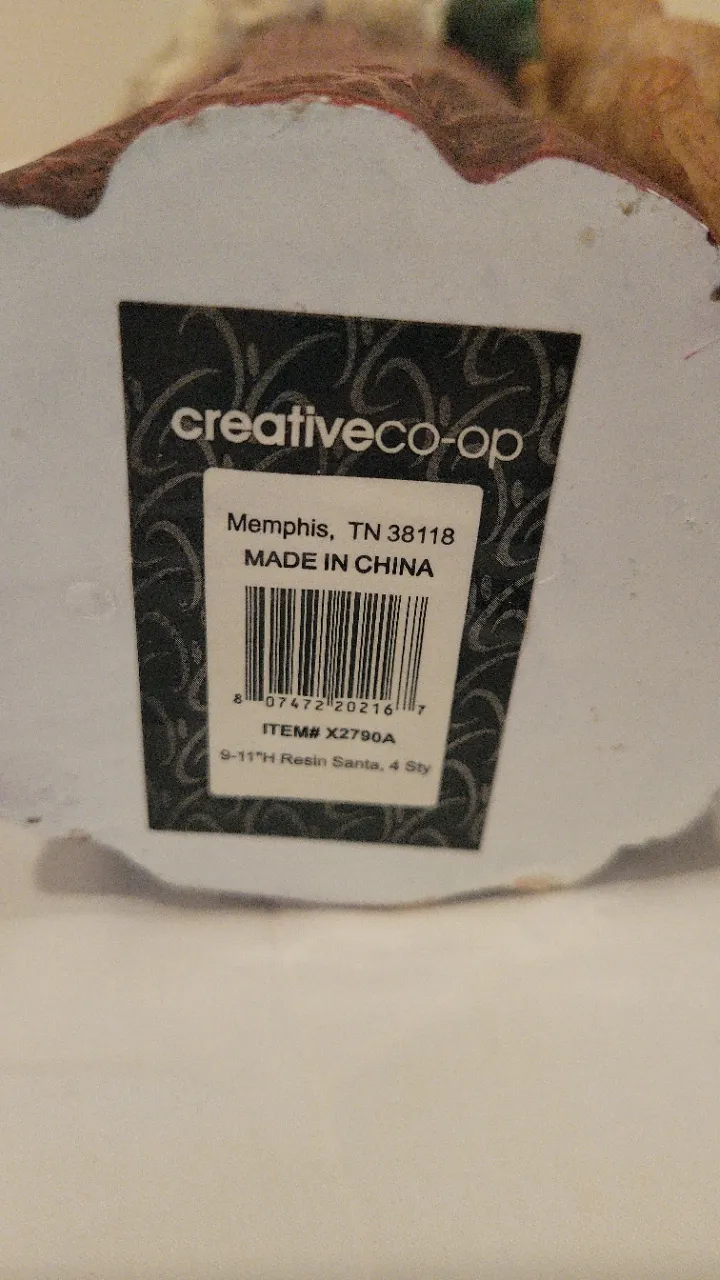 creativeco-op
Memphis, TN 38118
MADE IN CHINA
8 07472 20216 7
ITEM# X2790A
9-11"H Resin Santa, 4 Sty